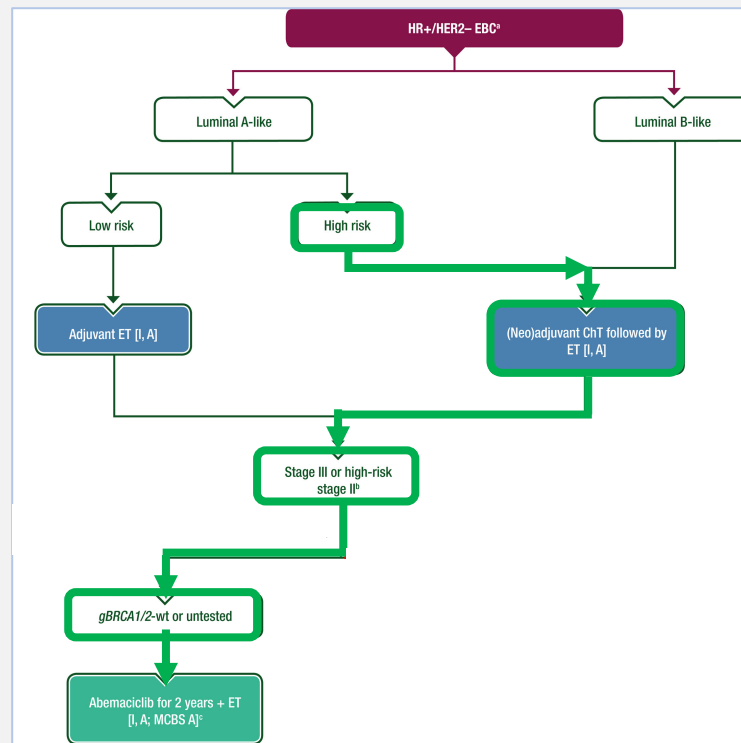 HR+/HER2– EBCᵃ
Luminal A-like
Luminal B-like
Low risk
High risk
Adjuvant ET [I, A]
(Neo)adjuvant ChT followed by
ET [I, A]
Stage III or high-risk
stage IIᵇ
gBRCA1/2-wt or untested
Abemaciclib for 2 years + ET
[I, A; MCBS A]ᶜ